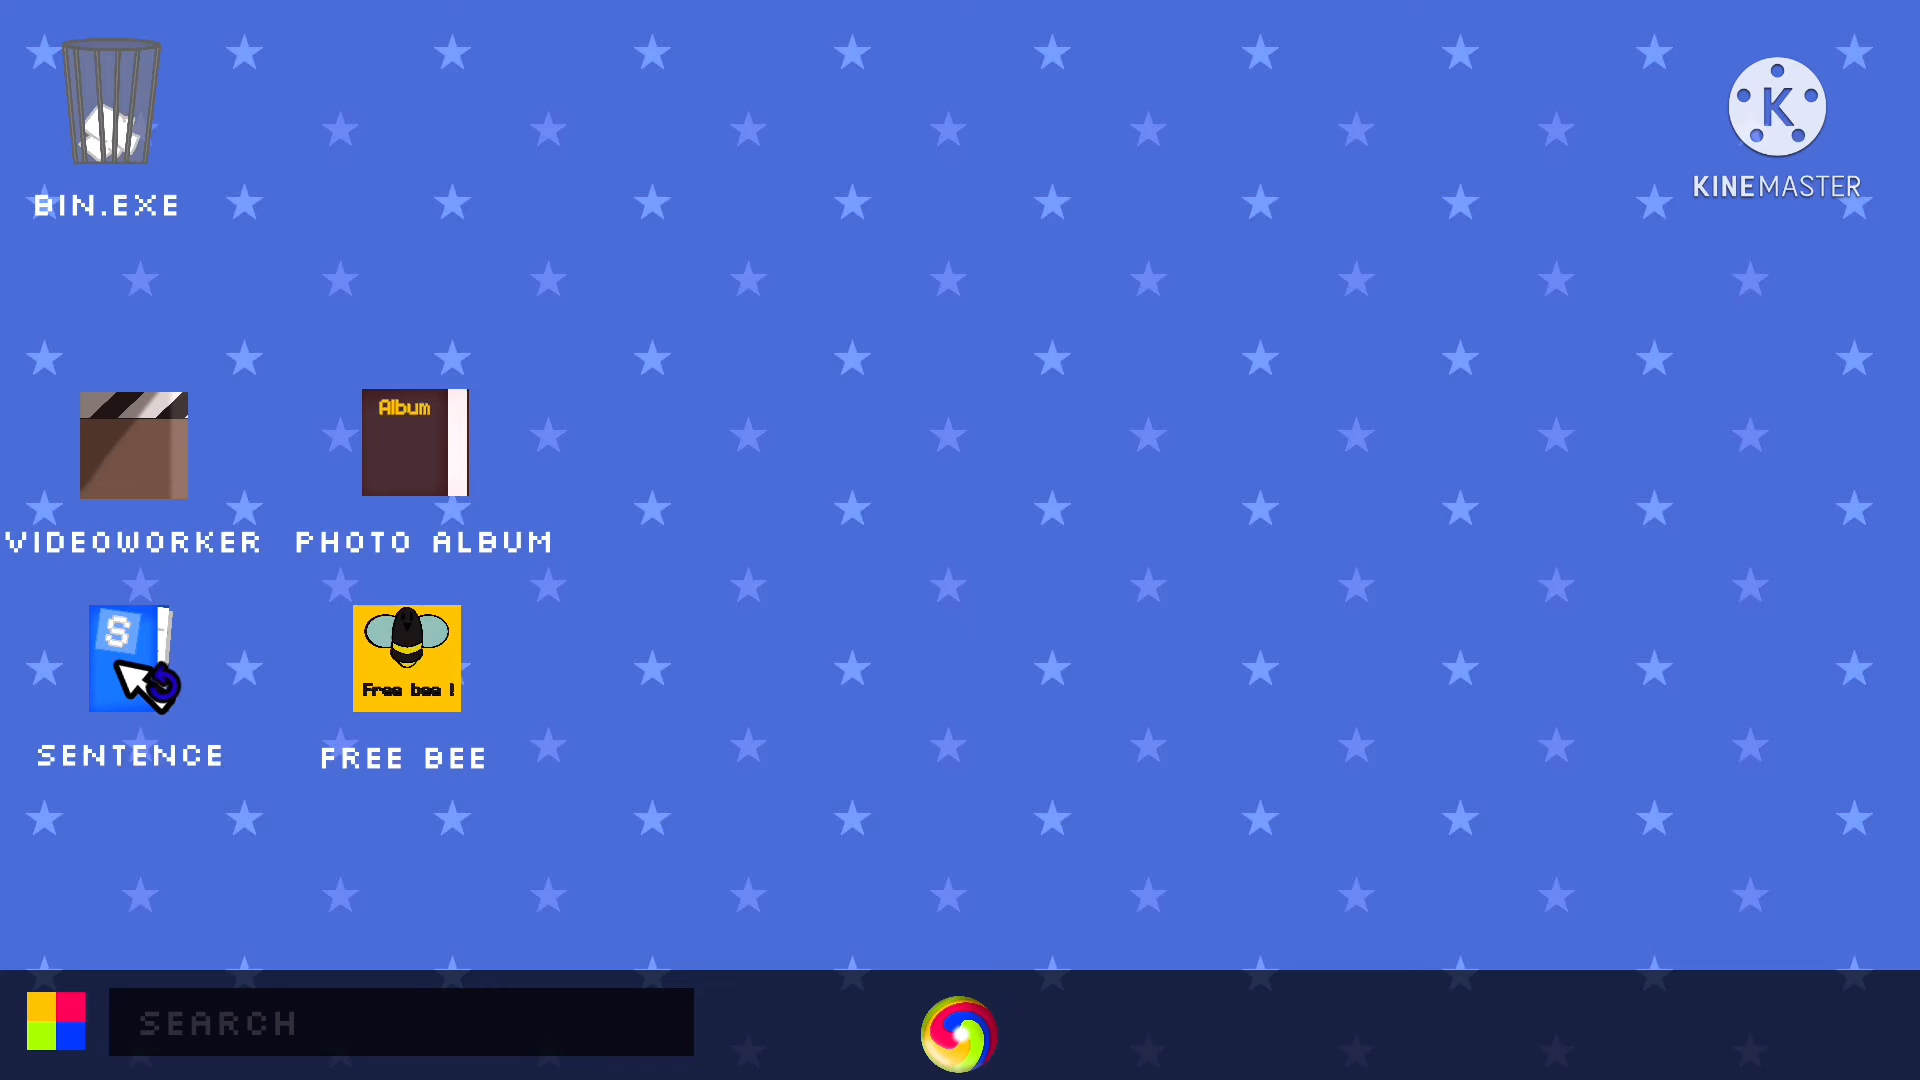 BIN.EXE
K
KINEMASTER
Album
VIDEOWORKER
PHOTO ALBUM
S
Free bee !
SENTENCE
FREE BEE
SEARCH